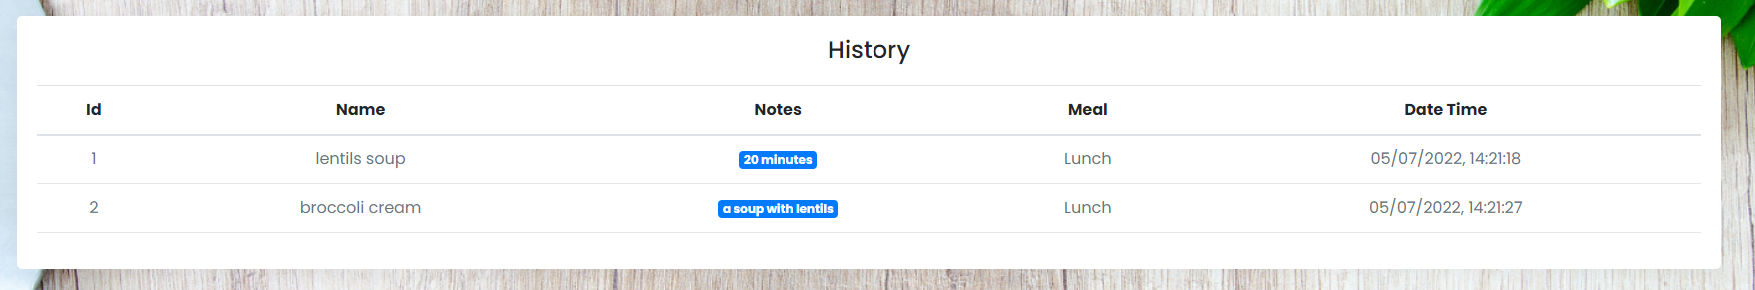 History
Id Name Notes Meal Date Time
1 lentils soup 20 minutes Lunch 05/07/2022, 14:21:18
2 broccoli cream a soup with lentils Lunch 05/07/2022, 14:21:27